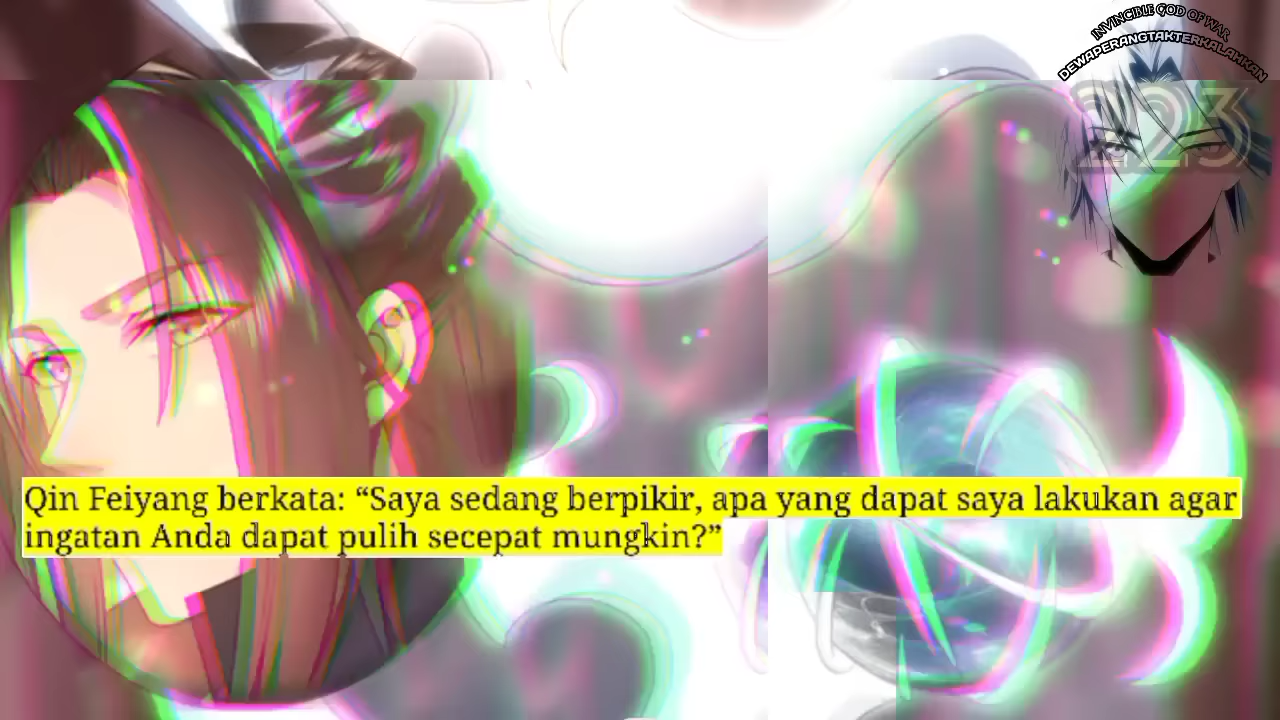 INVINCIBLE GOD OF WAR
DEWAPERANGTAKTERKALAHKAN
223
Qin Feiyang berkata: “Saya sedang berpikir, apa yang dapat saya lakukan agar
ingatan Anda dapat pulih secepat mungkin?”